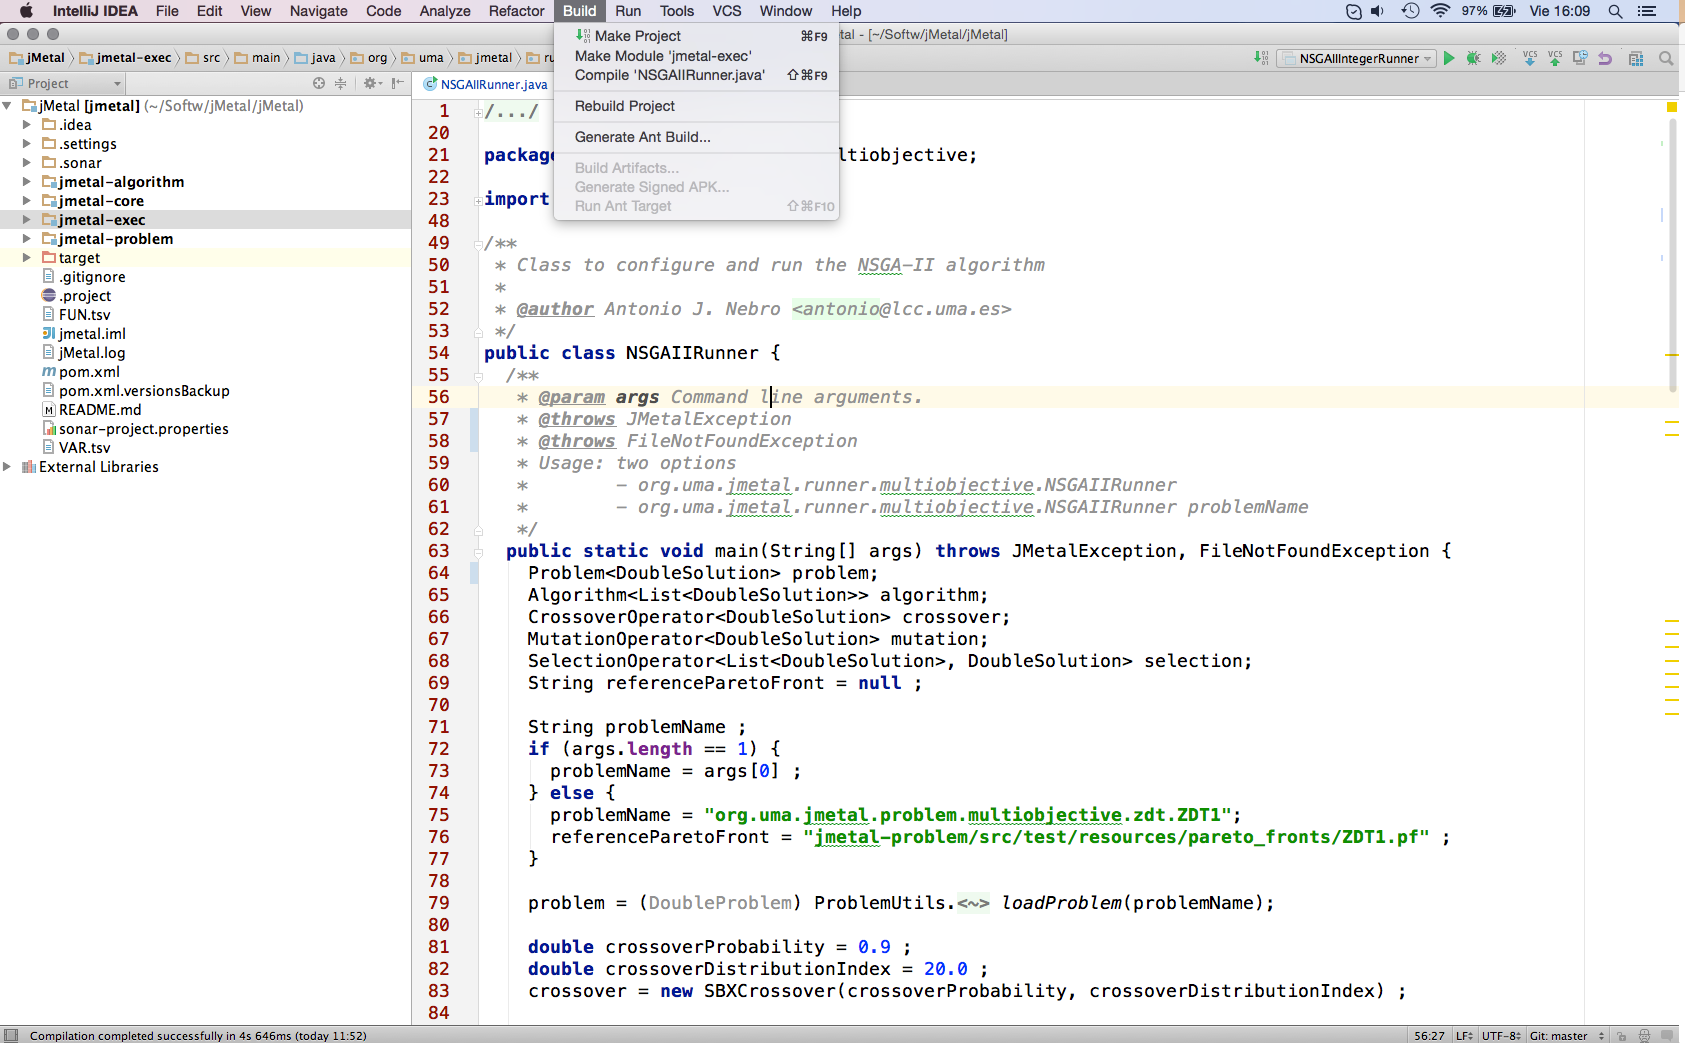 IntelliJ IDEA File Edit View Navigate Code Analyze Refactor Build Run Tools VCS Window Help 97% Vie 16:09
tal - [~/Softw/jMetal/jMetal]
Make Project ⌘F9
Make Module 'jmetal-exec'
Compile 'NSGAIIRunner.java' ⇧⌘F9
Rebuild Project
Generate Ant Build...
Build Artifacts...
Generate Signed APK...
Run Ant Target ⇧⌘F10
jMetal jmetal-exec src main java org uma jmetal ru NSGAIIIntegerRunner
Project
NSGAIIRunner.java
jMetal [jmetal] (~/Softw/jMetal/jMetal)
.idea
.settings
.sonar
jmetal-algorithm
jmetal-core
jmetal-exec
jmetal-problem
target
.gitignore
.project
FUN.tsv
jmetal.iml
jMetal.log
pom.xml
pom.xml.versionsBackup
README.md
sonar-project.properties
VAR.tsv
External Libraries
1 /.../
20
21 package ltiobjective;
22
23 import
48
49 /**
50 * Class to configure and run the NSGA-II algorithm
51 *
52 * @author Antonio J. Nebro <antonio@lcc.uma.es>
53 */
54 public class NSGAIIRunner {
55 /**
56 * @param args Command line arguments.
57 * @throws JMetalException
58 * @throws FileNotFoundException
59 * Usage: two options
60 * - org.uma.jmetal.runner.multiobjective.NSGAIIRunner
61 * - org.uma.jmetal.runner.multiobjective.NSGAIIRunner problemName
62 */
63 public static void main(String[] args) throws JMetalException, FileNotFoundException {
64 Problem<DoubleSolution> problem;
65 Algorithm<List<DoubleSolution>> algorithm;
66 CrossoverOperator<DoubleSolution> crossover;
67 MutationOperator<DoubleSolution> mutation;
68 SelectionOperator<List<DoubleSolution>, DoubleSolution> selection;
69 String referenceParetoFront = null ;
70
71 String problemName ;
72 if (args.length == 1) {
73 problemName = args[0] ;
74 } else {
75 problemName = "org.uma.jmetal.problem.multiobjective.zdt.ZDT1";
76 referenceParetoFront = "jmetal-problem/src/test/resources/pareto_fronts/ZDT1.pf" ;
77 }
78
79 problem = (DoubleProblem) ProblemUtils.<~> loadProblem(problemName);
80
81 double crossoverProbability = 0.9 ;
82 double crossoverDistributionIndex = 20.0 ;
83 crossover = new SBXCrossover(crossoverProbability, crossoverDistributionIndex) ;
84
Compilation completed successfully in 4s 646ms (today 11:52) 56:27 LF UTF-8 Git: master